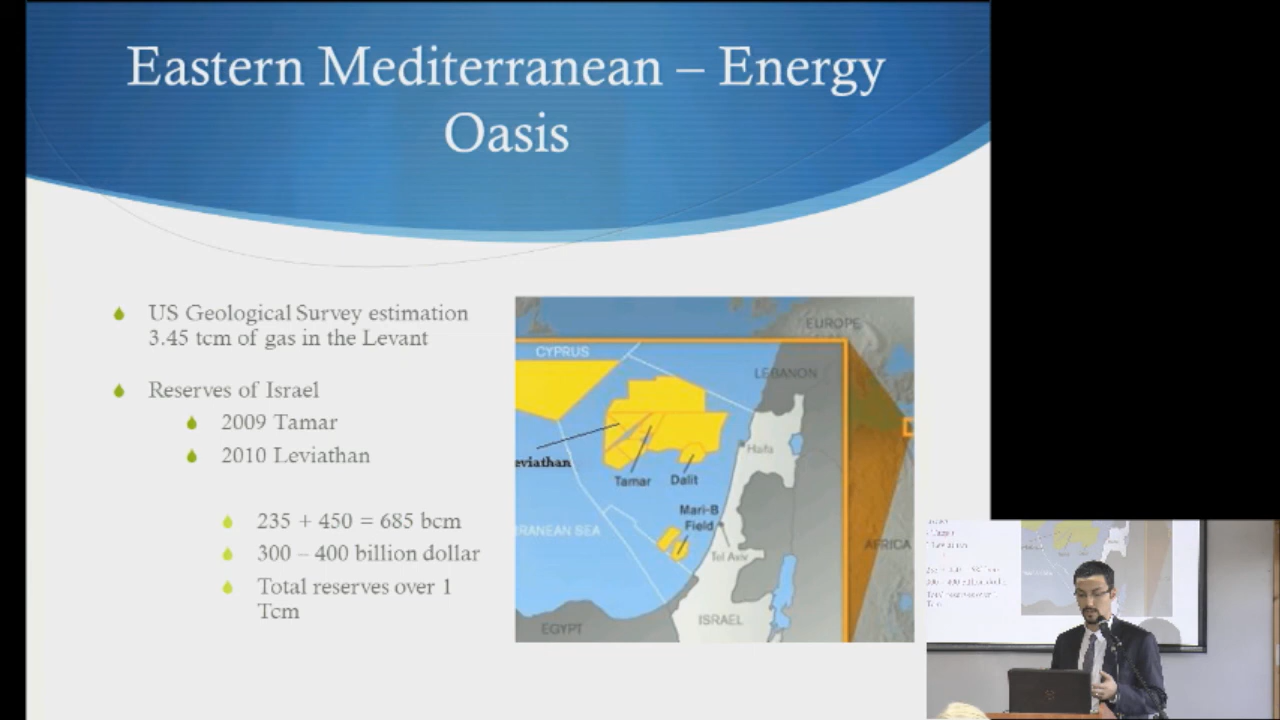 Eastern Mediterranean – Energy
Oasis
US Geological Survey estimation
3.45 tcm of gas in the Levant
Reserves of Israel
2009 Tamar
2010 Leviathan
235 + 450 = 685 bcm
300 – 400 billion dollar
Total reserves over 1
Tcm
EUROPE
CYPRUS
LEBANON
Haifa
eviathan
Tamar
Dalit
Mari-B
Field
RANEAN SEA
Tel Aviv
AFRICA
ISRAEL
EGYPT